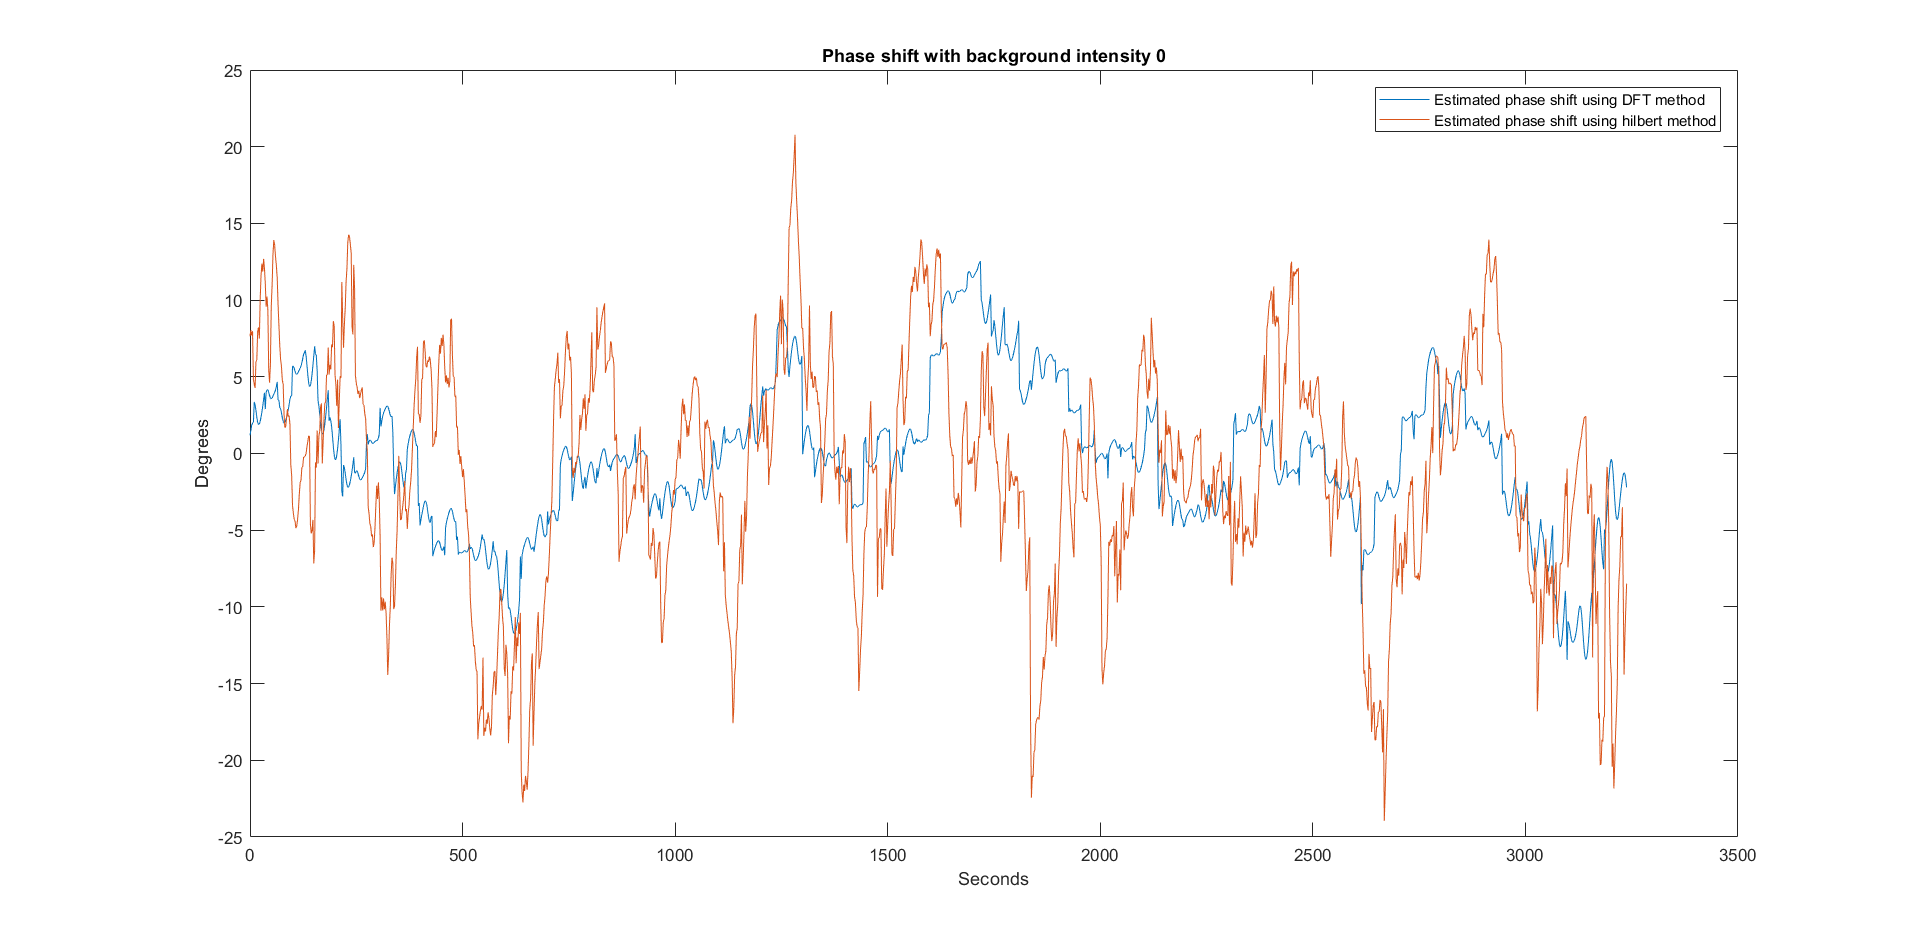 Phase shift with background intensity 0
Estimated phase shift using DFT method
Estimated phase shift using hilbert method
25
20
15
10
5
0
-5
-10
-15
-20
-25
Degrees
0 500 1000 1500 2000 2500 3000 3500
Seconds